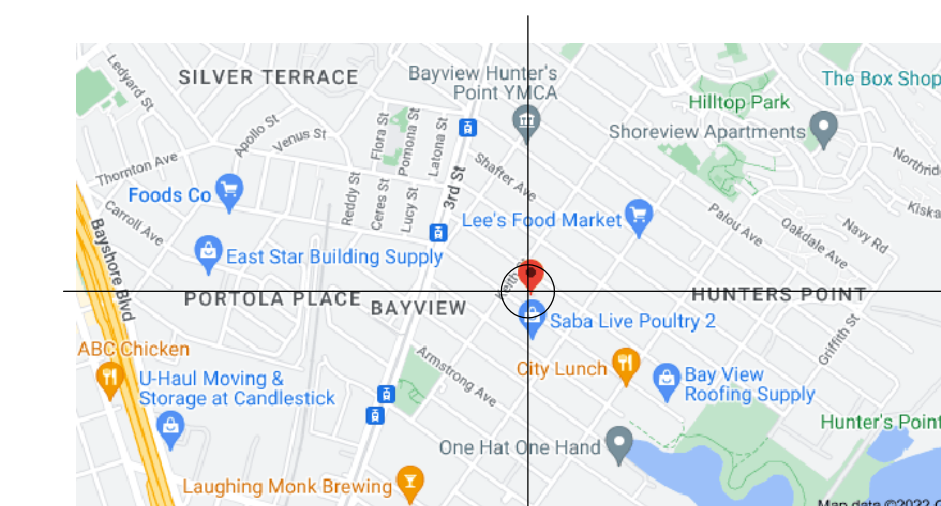 Ledyard St
SILVER TERRACE
Bayview Hunter's
Point YMCA
The Box Shop
Hilltop Park
Apollo St
Venus St
Flora St
Pomona St
Latona St
Shoreview Apartments
Thornton Ave
Shafter Ave
Northrid
Foods Co
Reddy St
Ceres St
Lucy St
3rd St
Lee's Food Market
Palou Ave
Oakdale Ave
Navy Rd
Kiska
Carroll Ave
Bayshore Blvd
East Star Building Supply
PORTOLA PLACE
BAYVIEW
HUNTERS POINT
Saba Live Poultry 2
Griffith St
ABC Chicken
U-Haul Moving &
Storage at Candlestick
Armstrong Ave
City Lunch
Bay View
Roofing Supply
Hunter's Point
One Hat One Hand
Laughing Monk Brewing